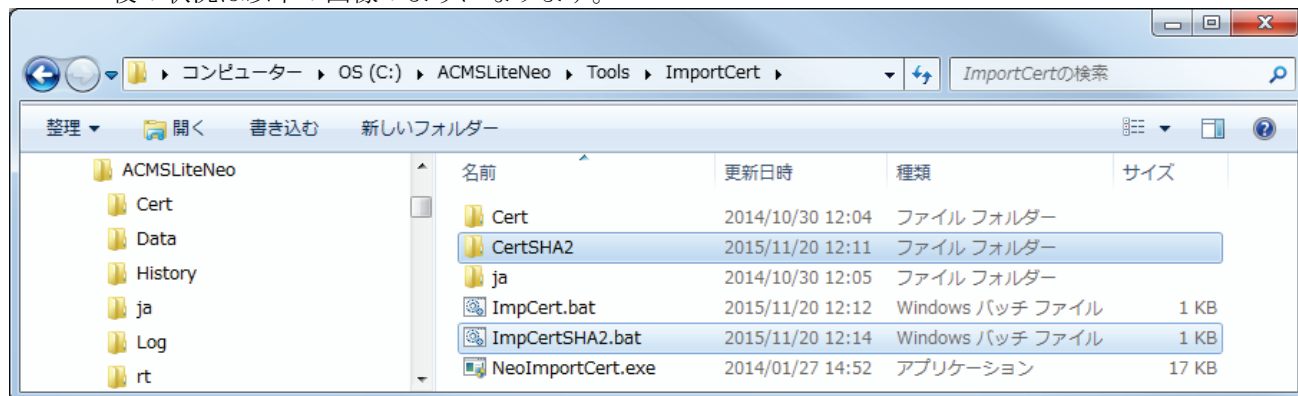 コンピューター ▸ OS (C:) ▸ ACMSLiteNeo ▸ Tools ▸ ImportCert ▸ ImportCertの検索
整理 ▼ 開く 書き込む 新しいフォルダー
名前 更新日時 種類 サイズ
ACMSLiteNeo
Cert
Data
History
ja
Log
rt
Cert 2014/10/30 12:04 ファイル フォルダー
CertSHA2 2015/11/20 12:11 ファイル フォルダー
ja 2014/10/30 12:05 ファイル フォルダー
ImpCert.bat 2015/11/20 12:12 Windows バッチ ファイル 1 KB
ImpCertSHA2.bat 2015/11/20 12:14 Windows バッチ ファイル 1 KB
NeoImportCert.exe 2014/01/27 14:52 アプリケーション 17 KB